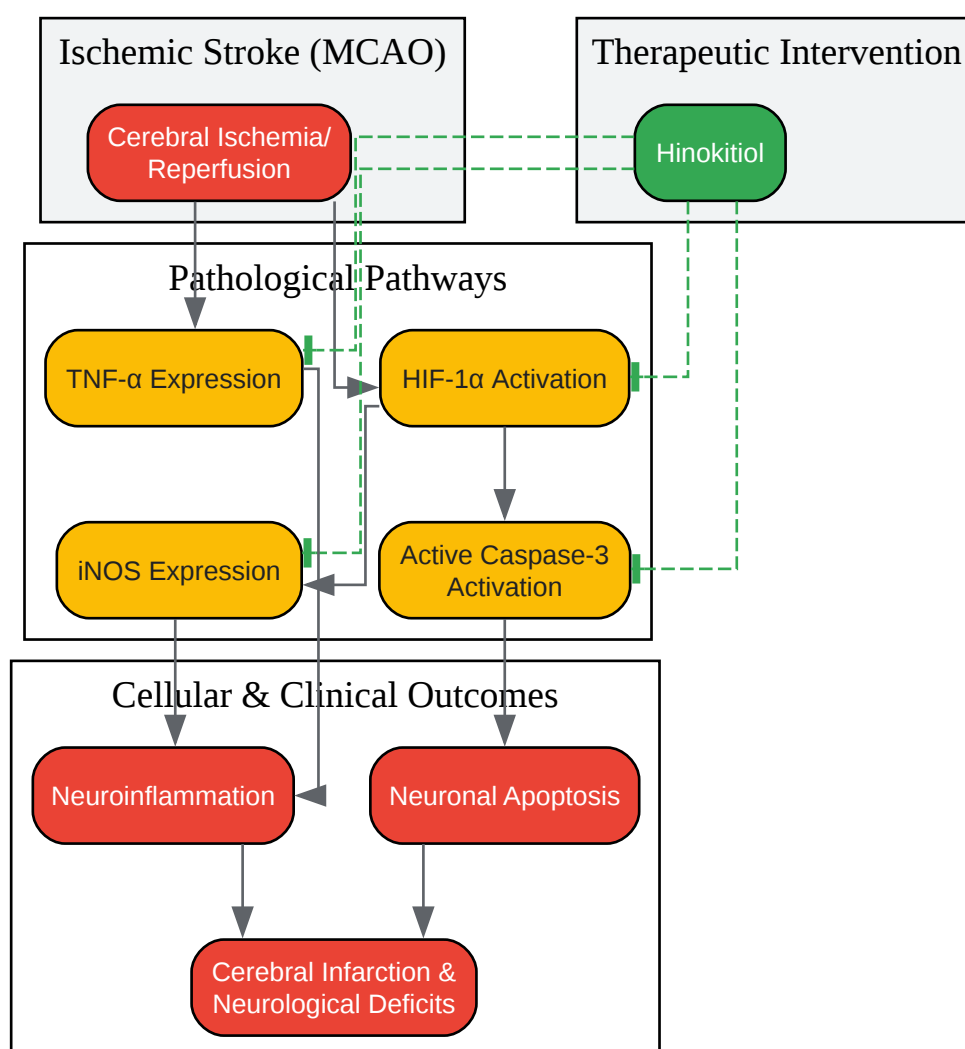 Ischemic Stroke (MCAO)
Therapeutic Intervention
Cerebral Ischemia/
Reperfusion
Hinokitiol
Pathological Pathways
TNF-α Expression
HIF-1α Activation
iNOS Expression
Active Caspase-3
Activation
Cellular & Clinical Outcomes
Neuroinflammation
Neuronal Apoptosis
Cerebral Infarction &
Neurological Deficits